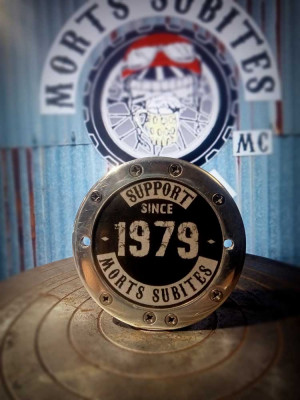 MORTS SUBITES
MC
SUPPORT
SINCE
1979
MORTS SUBITES